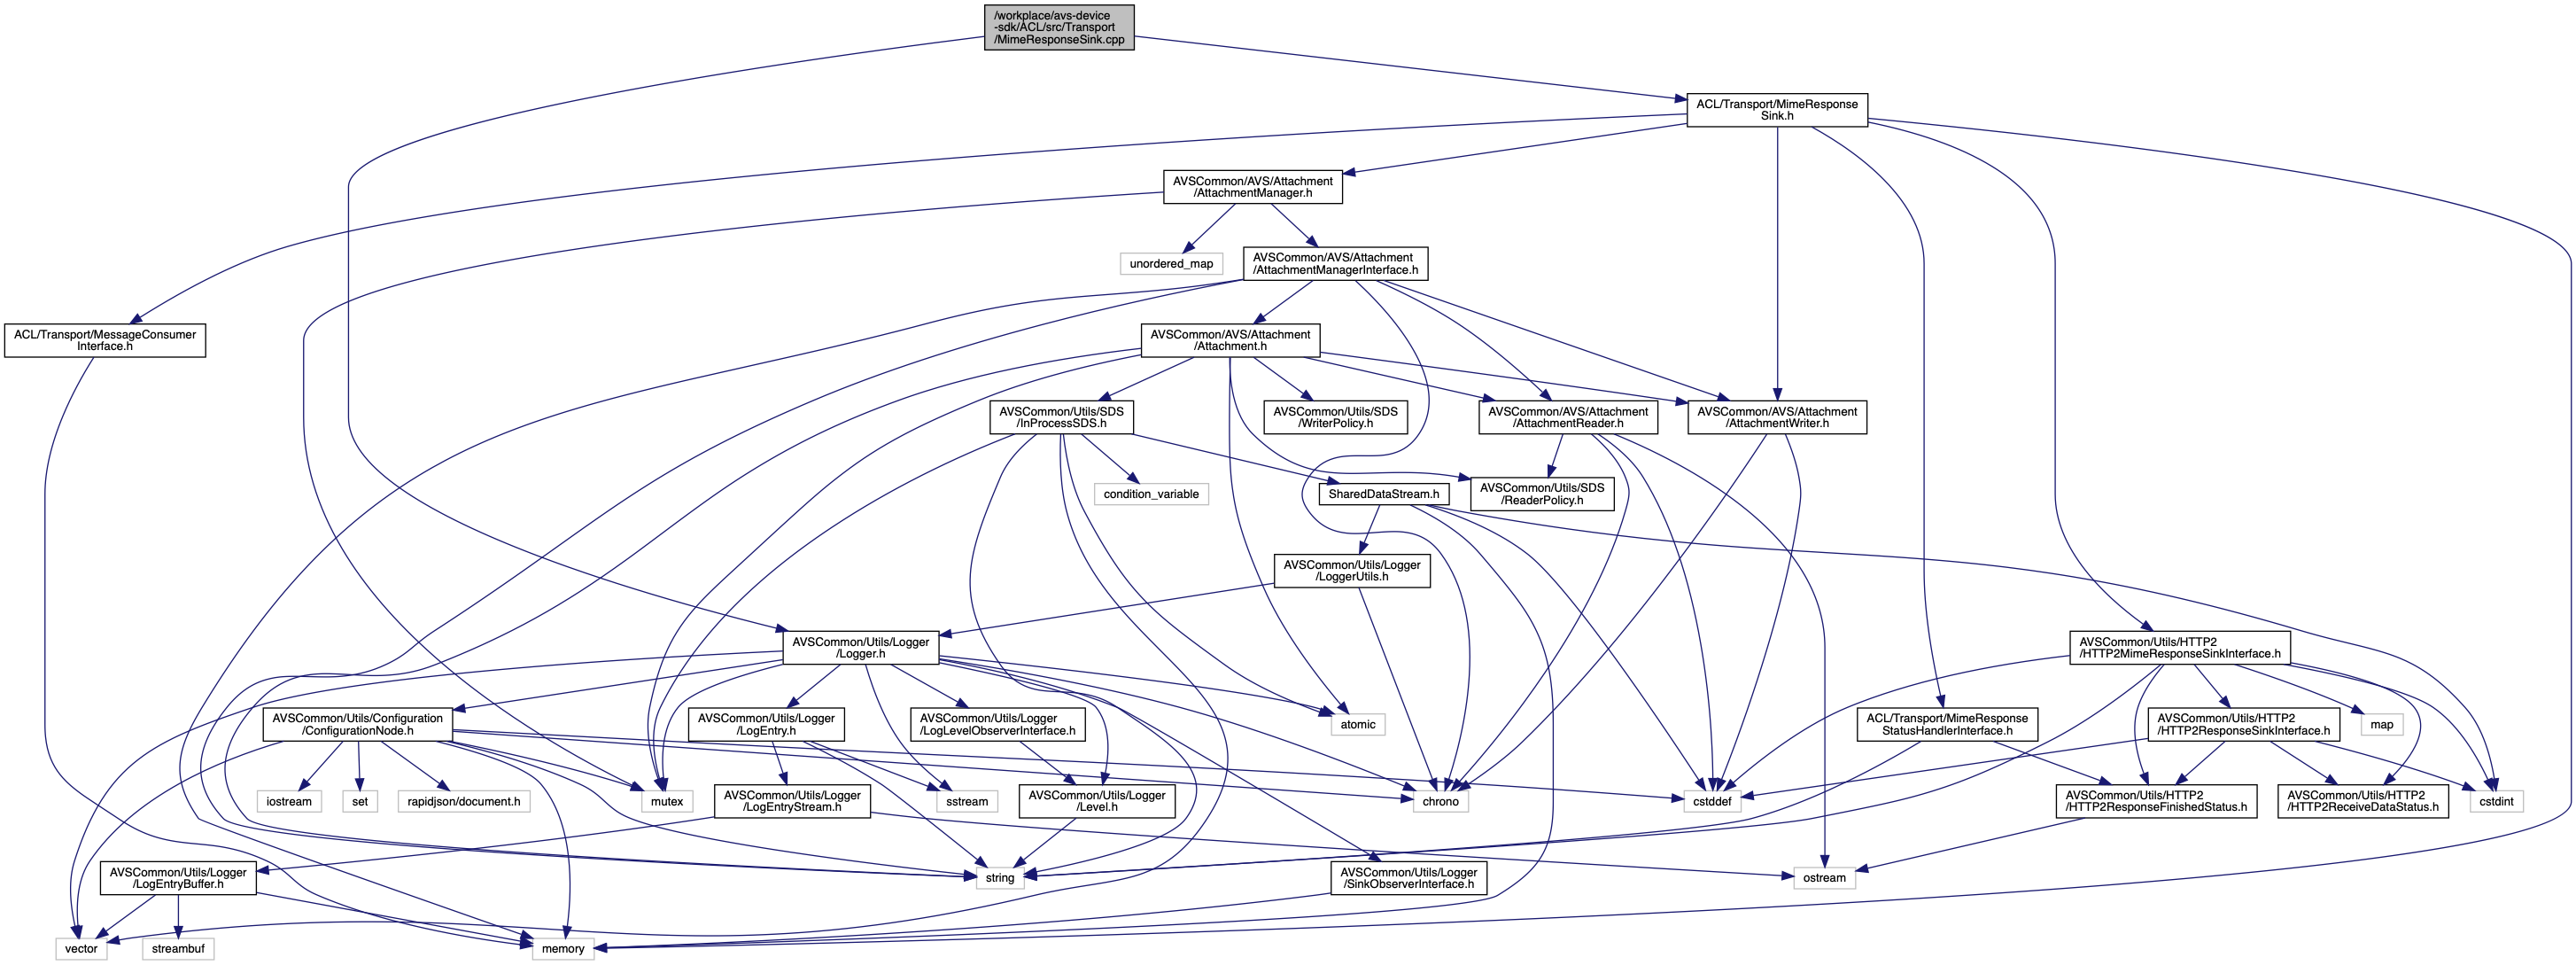 /workplace/avs-device
-sdk/ACL/src/Transport
/MimeResponseSink.cpp
ACL/Transport/MimeResponse
Sink.h
AVSCommon/AVS/Attachment
/AttachmentManager.h
unordered_map
AVSCommon/AVS/Attachment
/AttachmentManagerInterface.h
ACL/Transport/MessageConsumer
Interface.h
AVSCommon/AVS/Attachment
/Attachment.h
AVSCommon/Utils/SDS
/InProcessSDS.h
AVSCommon/Utils/SDS
/WriterPolicy.h
AVSCommon/AVS/Attachment
/AttachmentReader.h
AVSCommon/AVS/Attachment
/AttachmentWriter.h
condition_variable
SharedDataStream.h
AVSCommon/Utils/SDS
/ReaderPolicy.h
AVSCommon/Utils/Logger
/LoggerUtils.h
AVSCommon/Utils/Logger
/Logger.h
AVSCommon/Utils/HTTP2
/HTTP2MimeResponseSinkInterface.h
AVSCommon/Utils/Configuration
/ConfigurationNode.h
AVSCommon/Utils/Logger
/LogEntry.h
AVSCommon/Utils/Logger
/LogLevelObserverInterface.h
atomic
ACL/Transport/MimeResponse
StatusHandlerInterface.h
AVSCommon/Utils/HTTP2
/HTTP2ResponseSinkInterface.h
map
iostream
set
rapidjson/document.h
mutex
AVSCommon/Utils/Logger
/LogEntryStream.h
sstream
AVSCommon/Utils/Logger
/Level.h
chrono
cstddef
AVSCommon/Utils/HTTP2
/HTTP2ResponseFinishedStatus.h
AVSCommon/Utils/HTTP2
/HTTP2ReceiveDataStatus.h
cstdint
AVSCommon/Utils/Logger
/LogEntryBuffer.h
string
AVSCommon/Utils/Logger
/SinkObserverInterface.h
ostream
vector
streambuf
memory